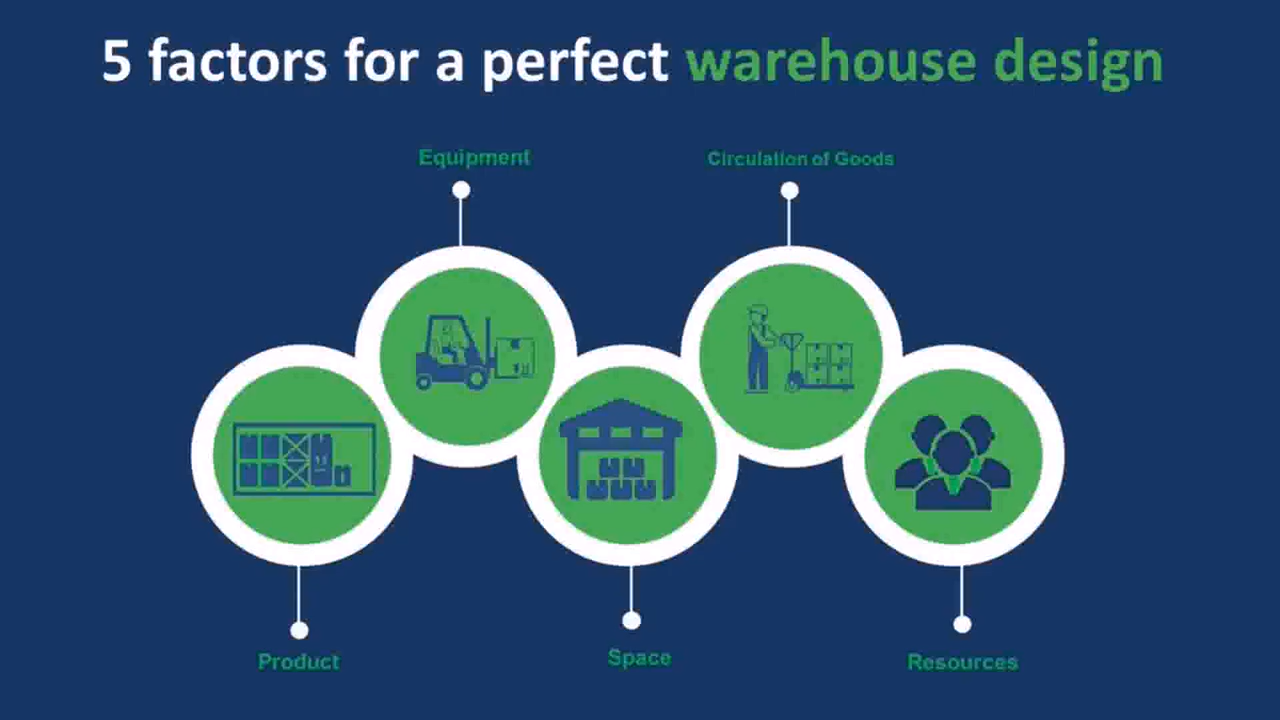 5 factors for a perfect warehouse design
Equipment
Circulation of Goods
Product
Space
Resources